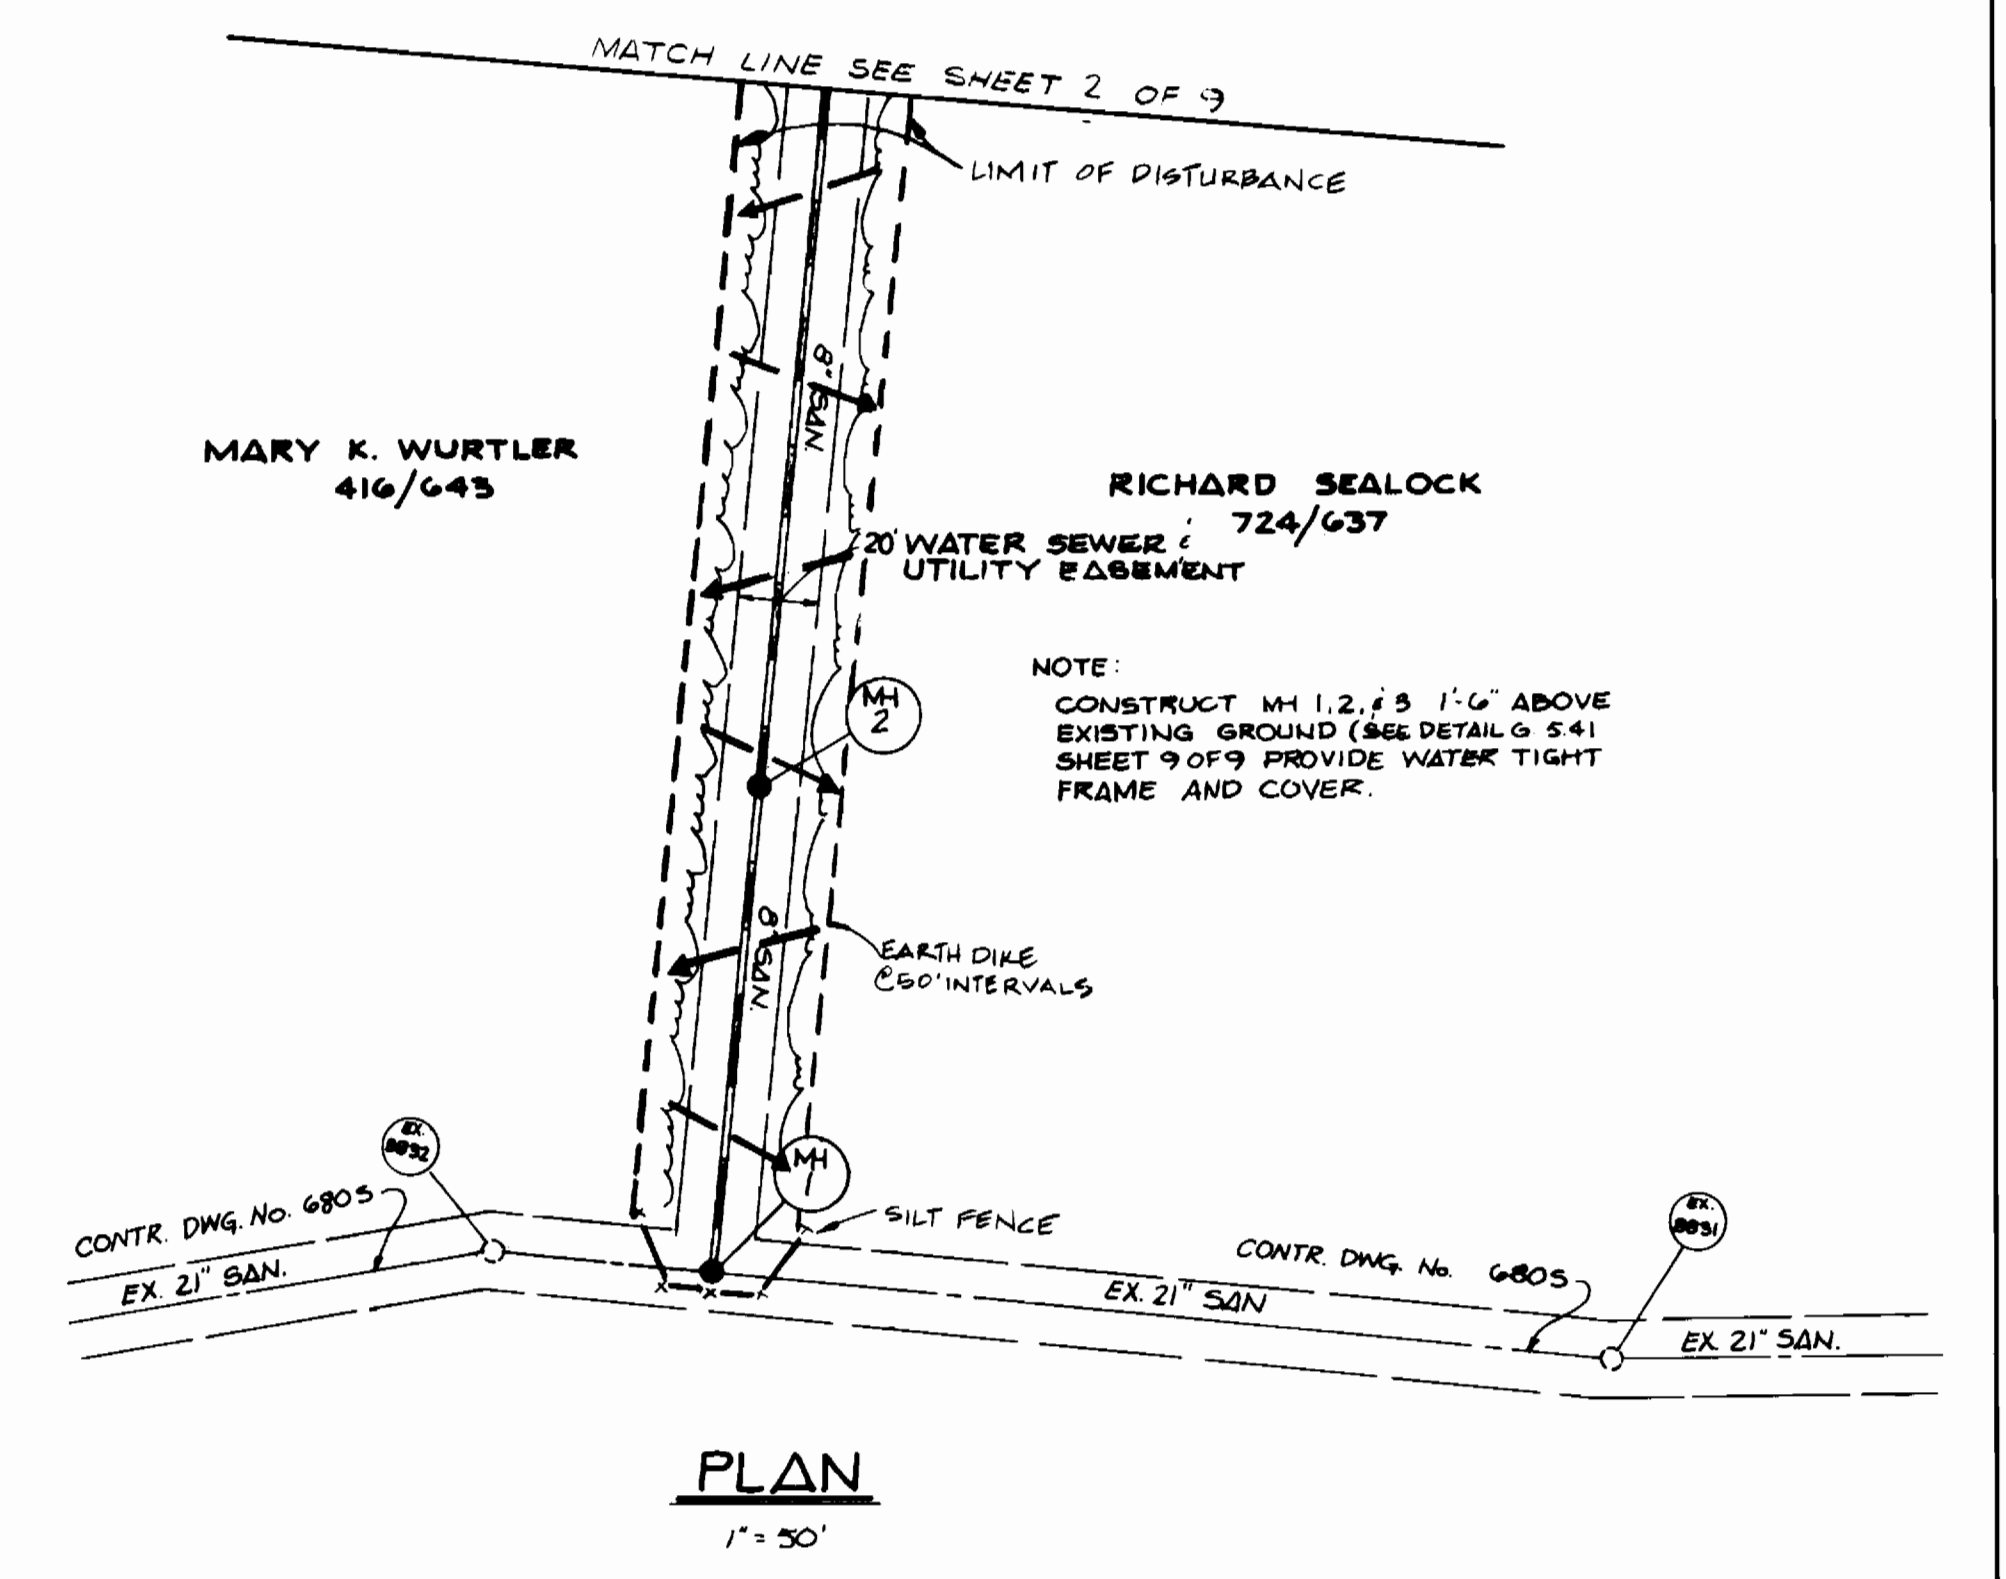 MATCH LINE SEE SHEET 2 OF 9
LIMIT OF DISTURBANCE
8" SAN.
MARY K. WURTLER
416/643
RICHARD SEALOCK
724/637
20' WATER SEWER &
UTILITY EASEMENT
MH
2
NOTE:
CONSTRUCT MH 1,2,& 3 1'-6" ABOVE
EXISTING GROUND (SEE DETAIL G 5.41
SHEET 9 OF 9 PROVIDE WATER TIGHT
FRAME AND COVER.
8" SAN.
EARTH DIKE
@50' INTERVALS
EX.
8832
MH
1
CONTR. DWG. No. 680S
EX. 21" SAN.
SILT FENCE
EX.
8831
CONTR. DWG. No. 680S
EX. 21" SAN
EX. 21" SAN.
PLAN
1" = 50'